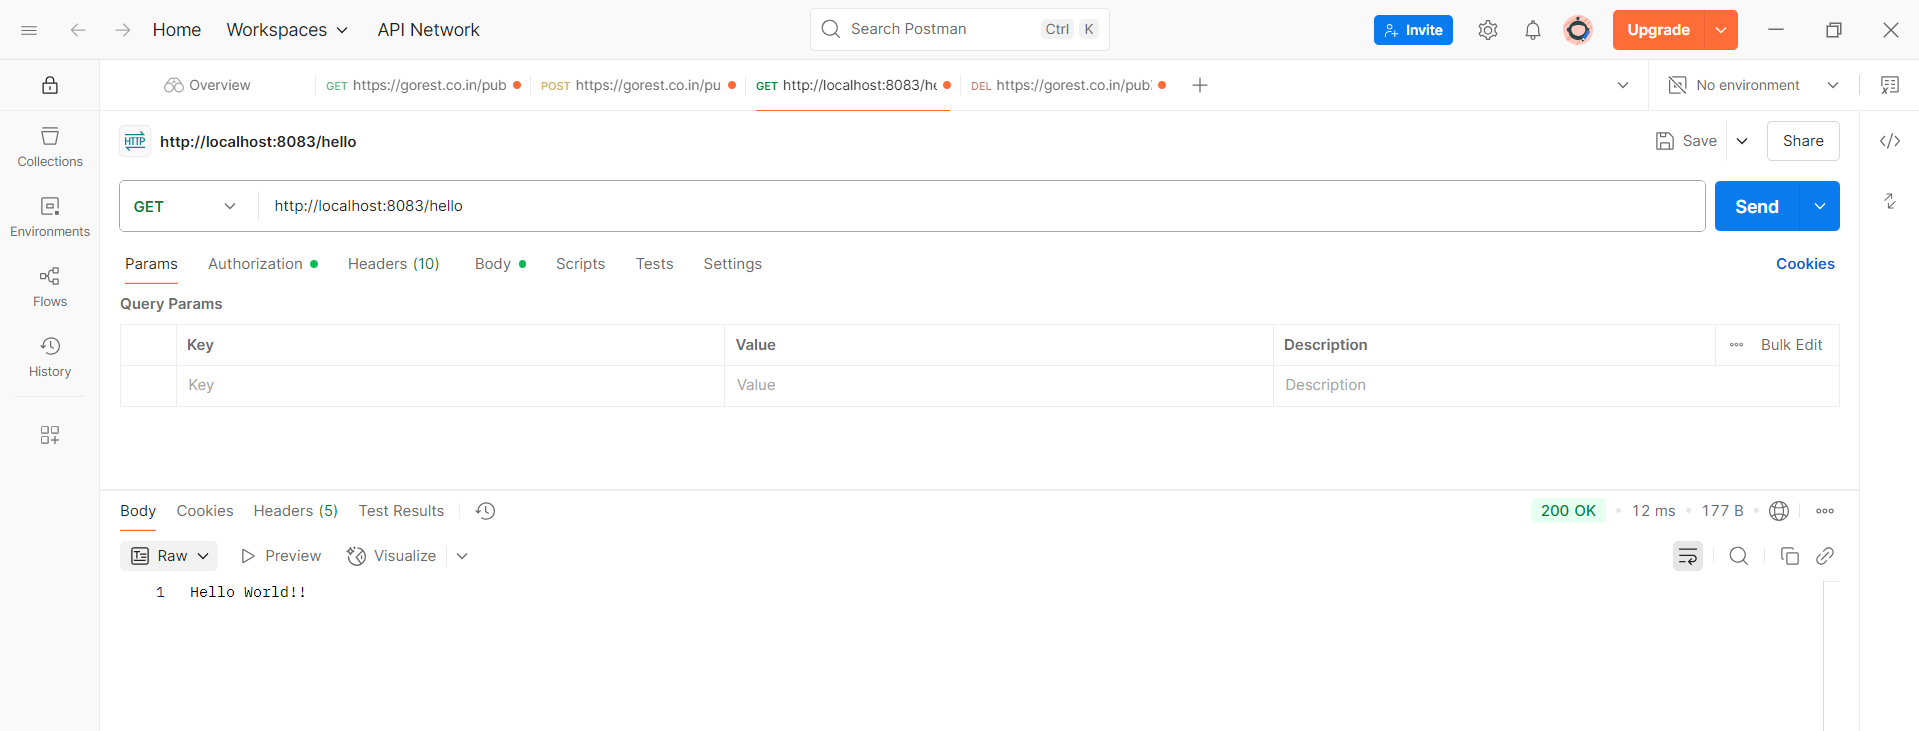 Home Workspaces API Network Search Postman Ctrl K Invite Upgrade
Overview GET https://gorest.co.in/pub POST https://gorest.co.in/pu GET http://localhost:8083/he DEL https://gorest.co.in/pub No environment
HTTP http://localhost:8083/hello Save Share
Collections
GET http://localhost:8083/hello Send
Environments
Params Authorization Headers (10) Body Scripts Tests Settings Cookies
Flows
Query Params
Key Value Description Bulk Edit
History
Key Value Description
Body Cookies Headers (5) Test Results 200 OK 12 ms 177 B
Raw Preview Visualize
1 Hello World!!